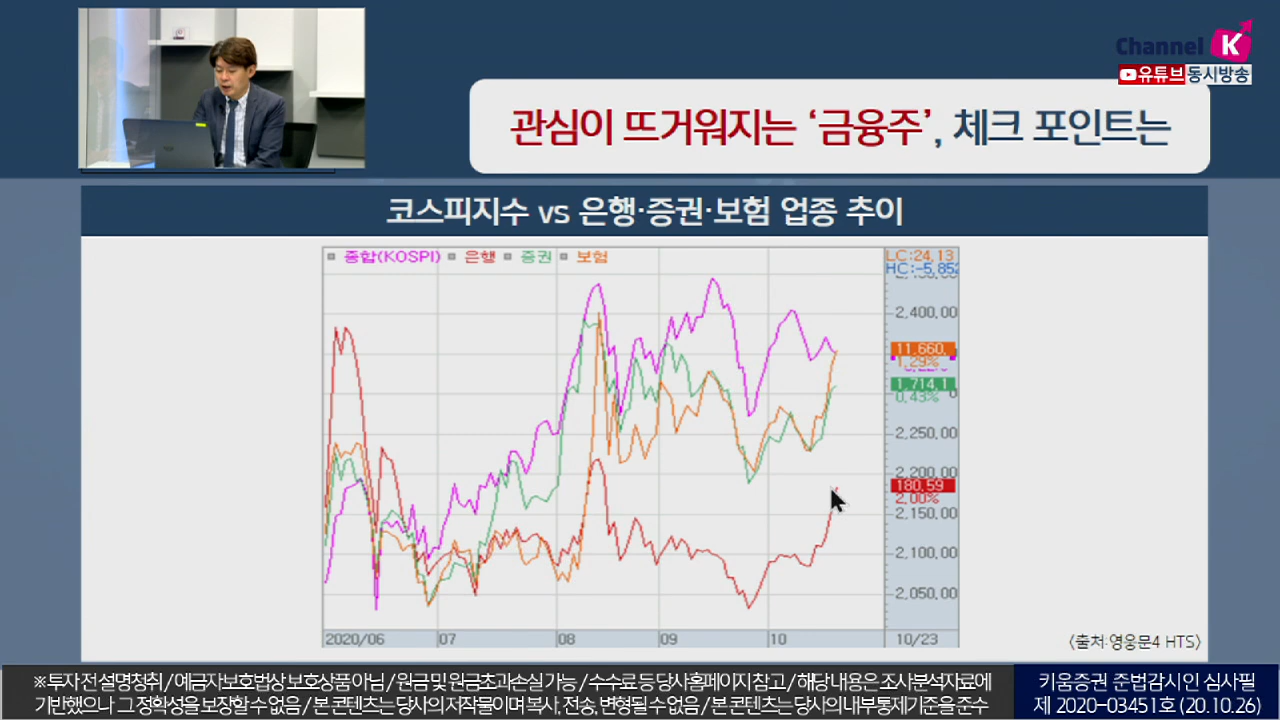 Channel K
유튜브 동시방송
관심이 뜨거워지는 ‘금융주’, 체크 포인트는
코스피지수 vs 은행·증권·보험 업종 추이
종합(KOSPI) 은행 증권 보험
LC:24,13
HC:-5,852
2,400,00
11,660,
1,29%
1,714,1
0,43%
2,250,00
2,200,00
180,59
2,00%
2,150,00
2,100,00
2,050,00
2020/06 07 08 09 10 10/23
<출처:영웅문4 HTS>
※ 투자 전 설명청취 / 예금자보호법상 보호상품 아님 / 원금 및 원금초과손실 가능 / 수수료 등 당사홈페이지 참고 / 해당 내용은 조사분석자료에
기반했으나 그 정확성을 보장할 수 없음 / 본 콘텐츠는 당사의 저작물이며 복사, 전송, 변형될 수 없음 / 본 콘텐츠는 당사의 내부통제기준을 준수
키움증권 준법감시인 심사필
제 2020-03451호 (20.10.26)